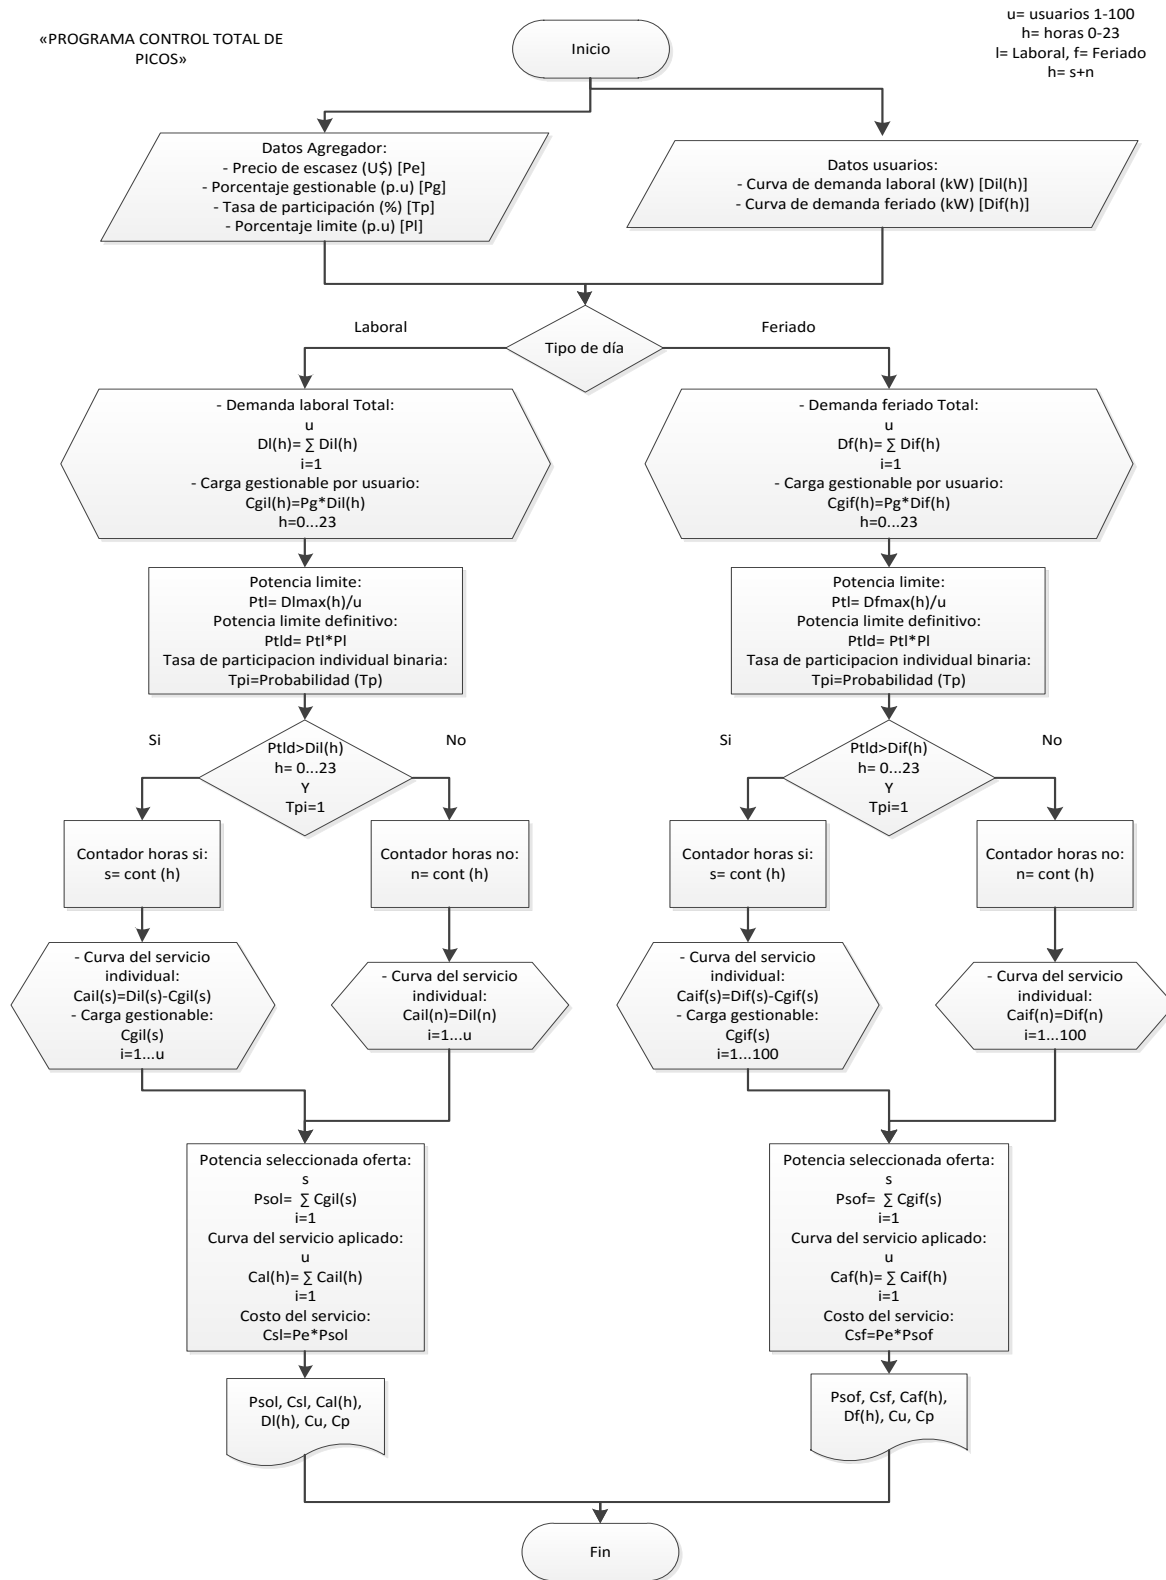 «PROGRAMA CONTROL TOTAL DE
PICOS»
u= usuarios 1-100
h= horas 0-23
l= Laboral, f= Feriado
h= s+n
Inicio
Datos Agregador:
- Precio de escasez (U$) [Pe]
- Porcentaje gestionable (p.u) [Pg]
- Tasa de participación (%) [Tp]
- Porcentaje limite (p.u) [Pl]
Datos usuarios:
- Curva de demanda laboral (kW) [Dil(h)]
- Curva de demanda feriado (kW) [Dif(h)]
Laboral
Feriado
Tipo de día
- Demanda laboral Total:
u
Dl(h)= ∑ Dil(h)
i=1
- Carga gestionable por usuario:
Cgil(h)=Pg*Dil(h)
h=0...23
- Demanda feriado Total:
u
Df(h)= ∑ Dif(h)
i=1
- Carga gestionable por usuario:
Cgif(h)=Pg*Dif(h)
h=0...23
Potencia limite:
Ptl= Dlmax(h)/u
Potencia limite definitivo:
Ptld= Ptl*Pl
Tasa de participacion individual binaria:
Tpi=Probabilidad (Tp)
Potencia limite:
Ptl= Dfmax(h)/u
Potencia limite definitivo:
Ptld= Ptl*Pl
Tasa de participacion individual binaria:
Tpi=Probabilidad (Tp)
Si
No
Ptld>Dil(h)
h= 0...23
Y
Tpi=1
Si
No
Ptld>Dif(h)
h= 0...23
Y
Tpi=1
Contador horas si:
s= cont (h)
Contador horas no:
n= cont (h)
Contador horas si:
s= cont (h)
Contador horas no:
n= cont (h)
- Curva del servicio
individual:
Cail(s)=Dil(s)-Cgil(s)
- Carga gestionable:
Cgil(s)
i=1...u
- Curva del servicio
individual:
Cail(n)=Dil(n)
i=1...u
- Curva del servicio
individual:
Caif(s)=Dif(s)-Cgif(s)
- Carga gestionable:
Cgif(s)
i=1...100
- Curva del servicio
individual:
Caif(n)=Dif(n)
i=1...100
Potencia seleccionada oferta:
s
Psol= ∑ Cgil(s)
i=1
Curva del servicio aplicado:
u
Cal(h)= ∑ Cail(h)
i=1
Costo del servicio:
Csl=Pe*Psol
Potencia seleccionada oferta:
s
Psof= ∑ Cgif(s)
i=1
Curva del servicio aplicado:
u
Caf(h)= ∑ Caif(h)
i=1
Costo del servicio:
Csf=Pe*Psof
Psol, Csl, Cal(h),
Dl(h), Cu, Cp
Psof, Csf, Caf(h),
Df(h), Cu, Cp
Fin